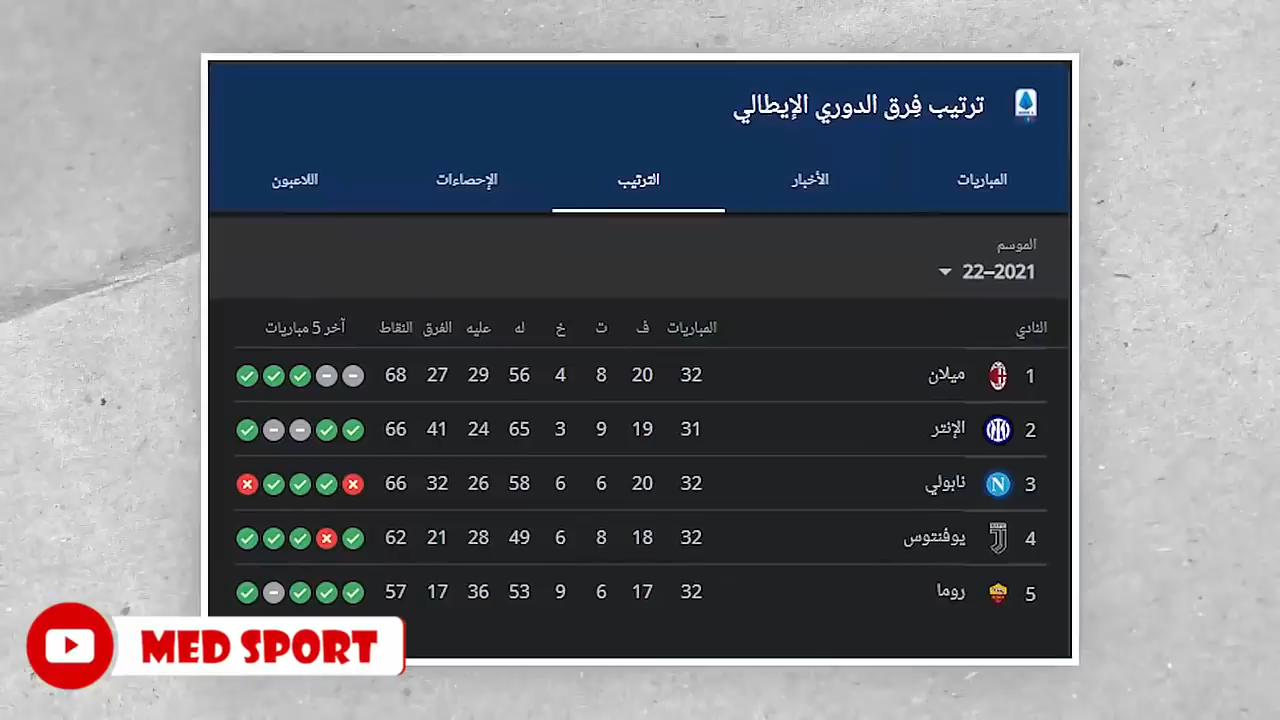 ترتيب فِرق الدوري الإيطالي
المباريات الأخبار الترتيب الإحصاءات اللاعبون
الموسم
2021–22
النادي المباريات ف ت خ له عليه الفرق النقاط آخر 5 مباريات
1 ميلان 32 20 8 4 56 29 27 68
2 الإنتر 31 19 9 3 65 24 41 66
3 نابولي 32 20 6 6 58 26 32 66
4 يوفنتوس 32 18 8 6 49 28 21 62
5 روما 32 17 6 9 53 36 17 57
MED SPORT